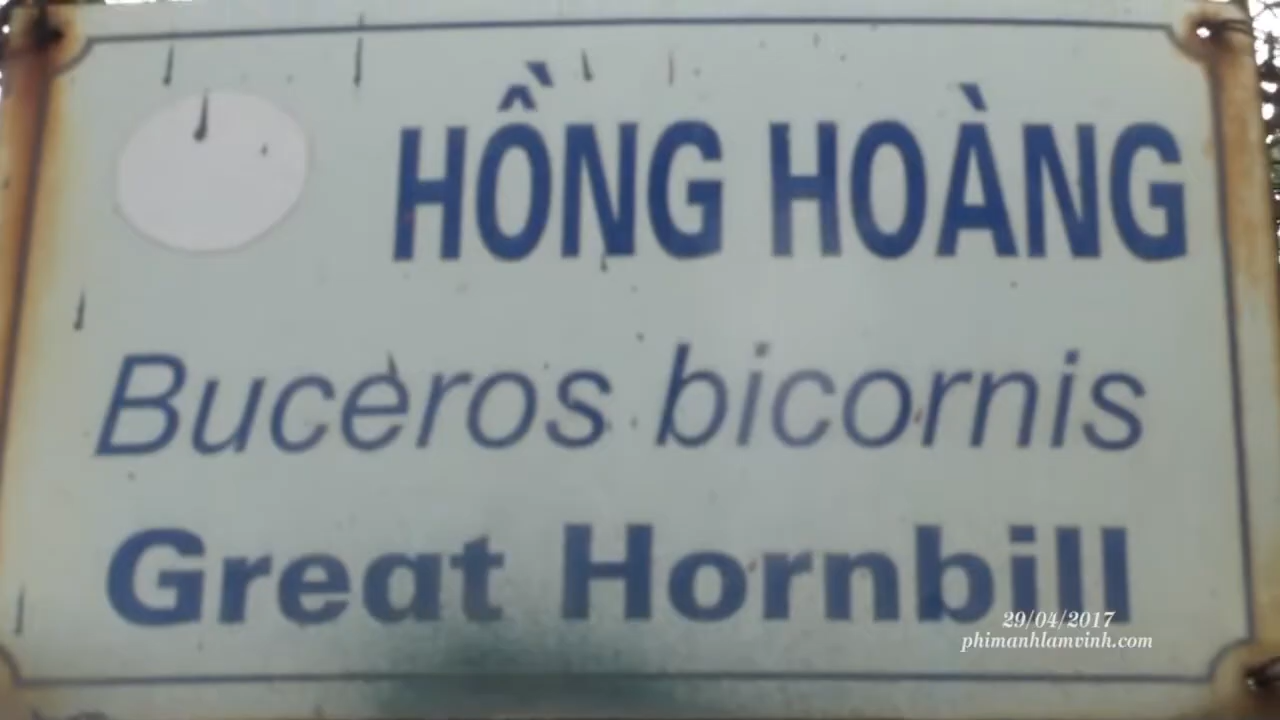 HỒNG HOÀNG
Buceros bicornis
Great Hornbill
29/04/2017
phimanhlamvinh.com